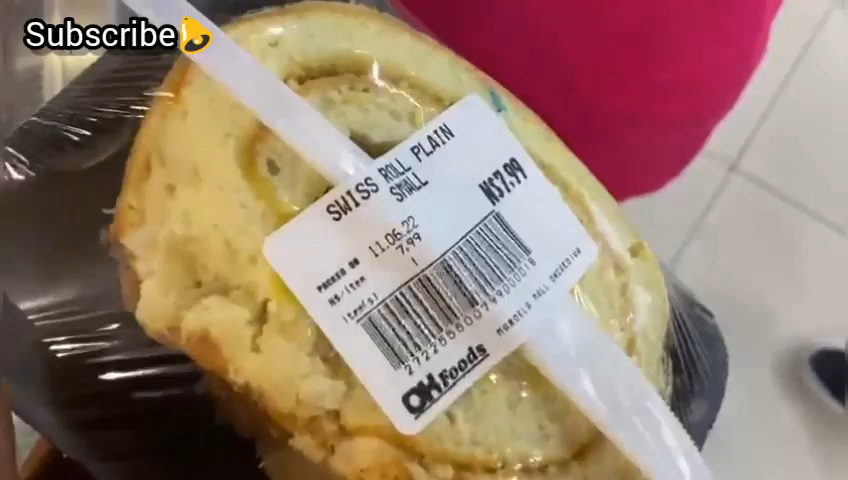 Subscribe
SWISS ROLL PLAIN
SMALL
N$7.99
PACKED ON 11.06.22
N$/item 7.99
Item(s) 1
OK Foods